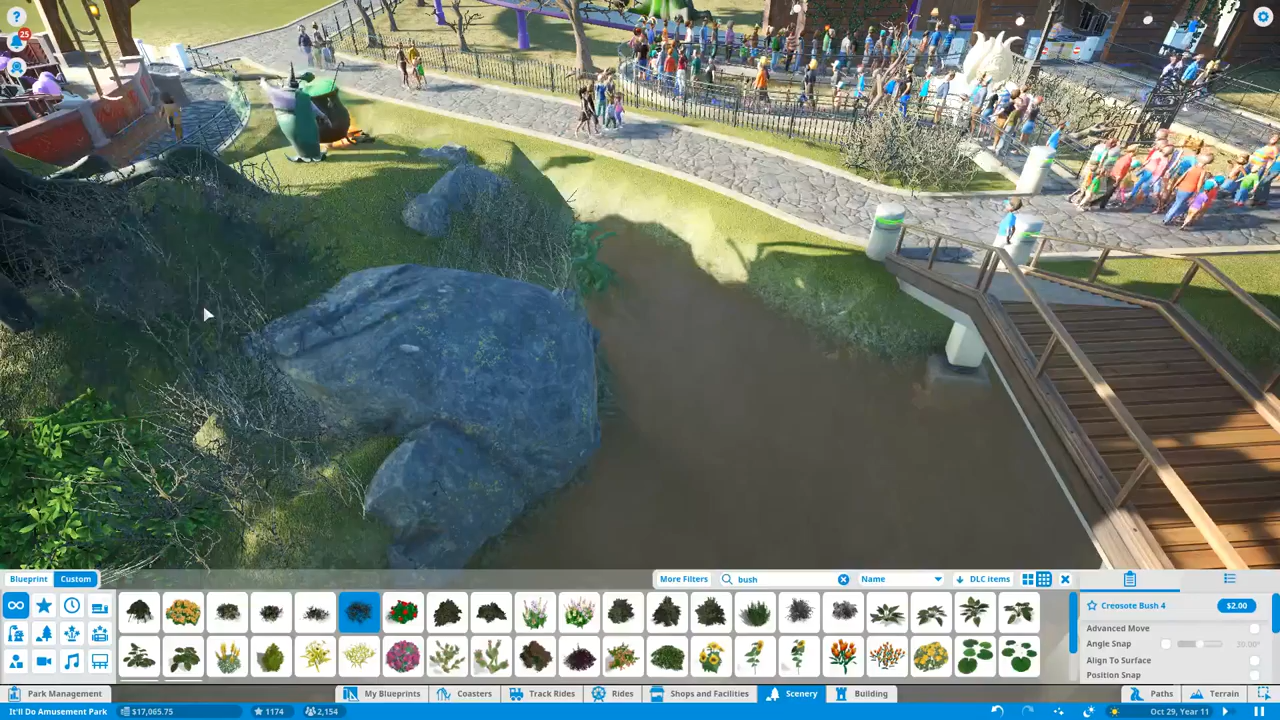 ?
25
Blueprint
Custom
More Filters
bush
Name
DLC items
Creosote Bush 4
$2.00
Advanced Move
Angle Snap
30.00°
Align To Surface
Position Snap
Park Management
My Blueprints
Coasters
Track Rides
Rides
Shops and Facilities
Scenery
Building
Paths
Terrain
It'll Do Amusement Park
$17,065.75
1174
2,154
Oct 29, Year 11